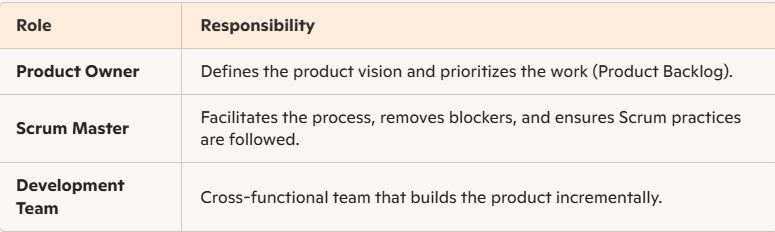 Role
Responsibility
Product Owner
Defines the product vision and prioritizes the work (Product Backlog).
Scrum Master
Facilitates the process, removes blockers, and ensures Scrum practices
are followed.
Development
Team
Cross-functional team that builds the product incrementally.